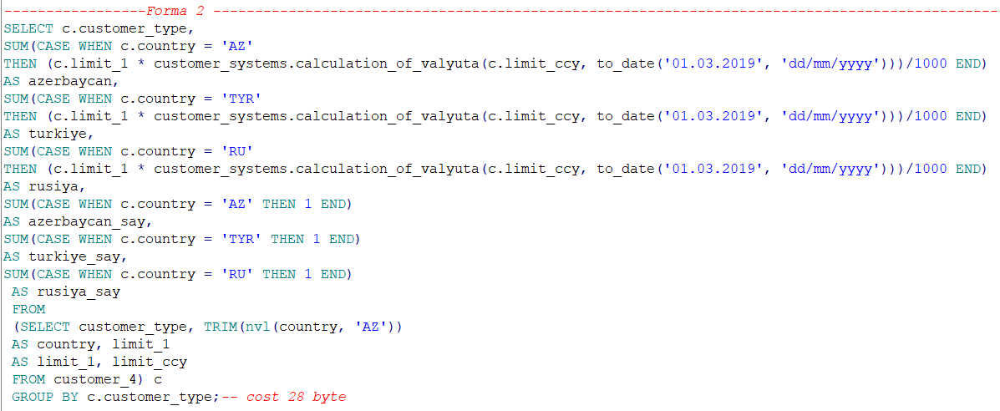 -----------------Forma 2 -----------------------------------------------------------------------------------------------
SELECT c.customer_type,
SUM(CASE WHEN c.country = 'AZ'
THEN (c.limit_1 * customer_systems.calculation_of_valyuta(c.limit_ccy, to_date('01.03.2019', 'dd/mm/yyyy')))/1000 END)
AS azerbaycan,
SUM(CASE WHEN c.country = 'TYR'
THEN (c.limit_1 * customer_systems.calculation_of_valyuta(c.limit_ccy, to_date('01.03.2019', 'dd/mm/yyyy')))/1000 END)
AS turkiye,
SUM(CASE WHEN c.country = 'RU'
THEN (c.limit_1 * customer_systems.calculation_of_valyuta(c.limit_ccy, to_date('01.03.2019', 'dd/mm/yyyy')))/1000 END)
AS rusiya,
SUM(CASE WHEN c.country = 'AZ' THEN 1 END)
AS azerbaycan_say,
SUM(CASE WHEN c.country = 'TYR' THEN 1 END)
AS turkiye_say,
SUM(CASE WHEN c.country = 'RU' THEN 1 END)
 AS rusiya_say
 FROM
 (SELECT customer_type, TRIM(nvl(country, 'AZ'))
 AS country, limit_1
 AS limit_1, limit_ccy
 FROM customer_4) c
 GROUP BY c.customer_type;-- cost 28 byte